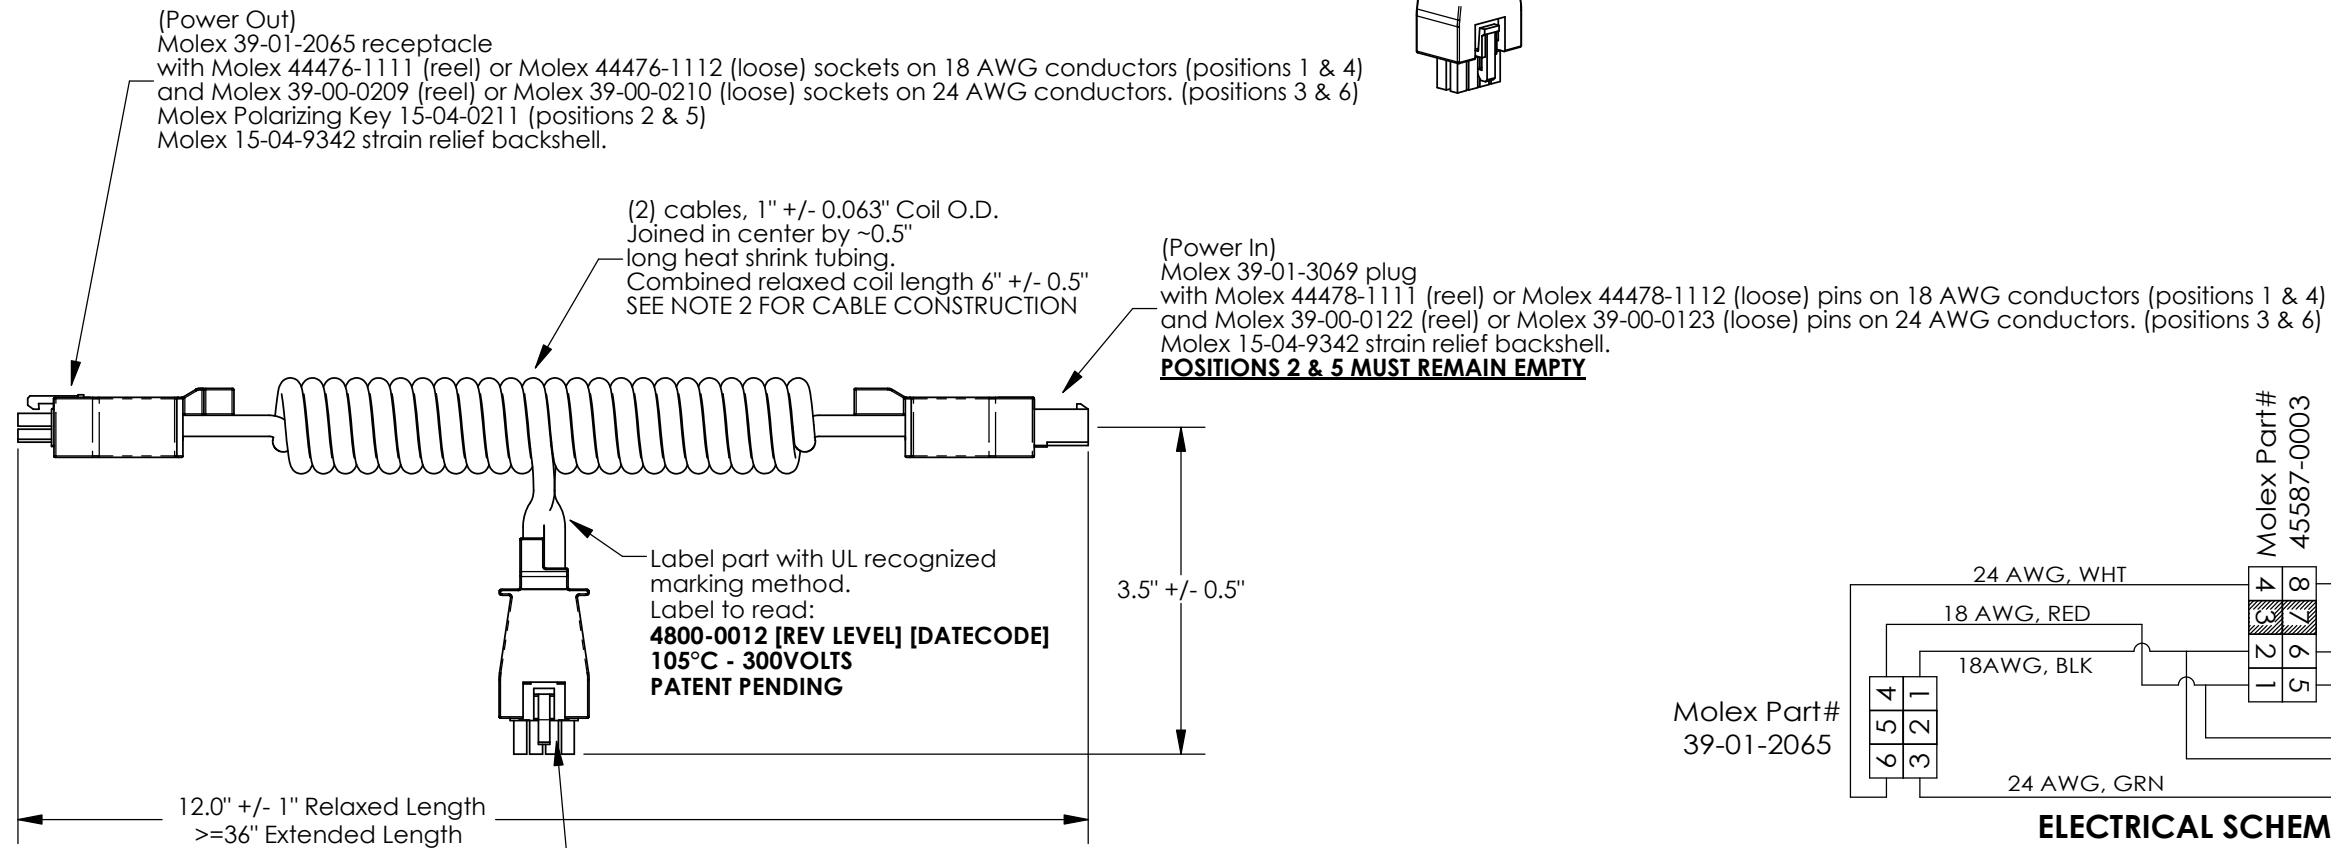 (Power Out)
Molex 39-01-2065 receptacle
with Molex 44476-1111 (reel) or Molex 44476-1112 (loose) sockets on 18 AWG conductors (positions 1 & 4)
and Molex 39-00-0209 (reel) or Molex 39-00-0210 (loose) sockets on 24 AWG conductors. (positions 3 & 6)
Molex Polarizing Key 15-04-0211 (positions 2 & 5)
Molex 15-04-9342 strain relief backshell.
(2) cables, 1" +/- 0.063" Coil O.D.
Joined in center by ~0.5"
long heat shrink tubing.
Combined relaxed coil length 6" +/- 0.5"
SEE NOTE 2 FOR CABLE CONSTRUCTION
(Power In)
Molex 39-01-3069 plug
with Molex 44478-1111 (reel) or Molex 44478-1112 (loose) pins on 18 AWG conductors (positions 1 & 4)
and Molex 39-00-0122 (reel) or Molex 39-00-0123 (loose) pins on 24 AWG conductors. (positions 3 & 6)
Molex 15-04-9342 strain relief backshell.
POSITIONS 2 & 5 MUST REMAIN EMPTY
Label part with UL recognized
marking method.
Label to read:
4800-0012 [REV LEVEL] [DATECODE]
105°C - 300VOLTS
PATENT PENDING
3.5" +/- 0.5"
12.0" +/- 1" Relaxed Length
>=36" Extended Length
Molex Part#
45587-0003
4 8
3 7
2 6
1 5
24 AWG, WHT
18 AWG, RED
18AWG, BLK
Molex Part#
39-01-2065
4 1
5 2
6 3
24 AWG, GRN
ELECTRICAL SCHEM